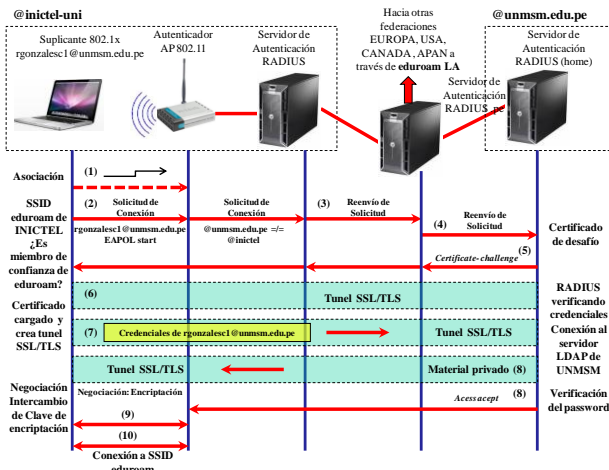 @inictel-uni
@unmsm.edu.pe
Suplicante 802.1x
rgonzalesc1@unmsm.edu.pe
Autenticador
AP 802.11
Servidor de
Autenticación
RADIUS
Hacia otras
federaciones
EUROPA, USA,
CANADA , APAN a
través de eduroam LA
Servidor de
Autenticación
RADIUS .pe
Servidor de
Autenticación
RADIUS (home)
Asociación
(1)
SSID
eduroam de
INICTEL
¿Es
miembro de
confianza de
eduroam?
(2)
Solicitud de
Conexión
rgonzalesc1@unmsm.edu.pe
EAPOL start
Solicitud de
Conexión
@unmsm.edu.pe =/=
@inictel
(3)
Reenvío de
Solicitud
(4)
Reenvío de
Solicitud
Certificado
de desafío
(5)
Certificate-challenge
Certificado
cargado y
crea tunel
SSL/TLS
(6)
Tunel SSL/TLS
(7)
Credenciales de rgonzalesc1@unmsm.edu.pe
Tunel SSL/TLS
RADIUS
verificando
credenciales
Conexión al
servidor
LDAP de
UNMSM
Tunel SSL/TLS
Material privado (8)
Negociación
Intercambio
de Clave de
encriptación
Negociación: Encriptación
(9)
(10)
Conexión a SSID
eduroam
Acess acept
(8)
Verificación
del password